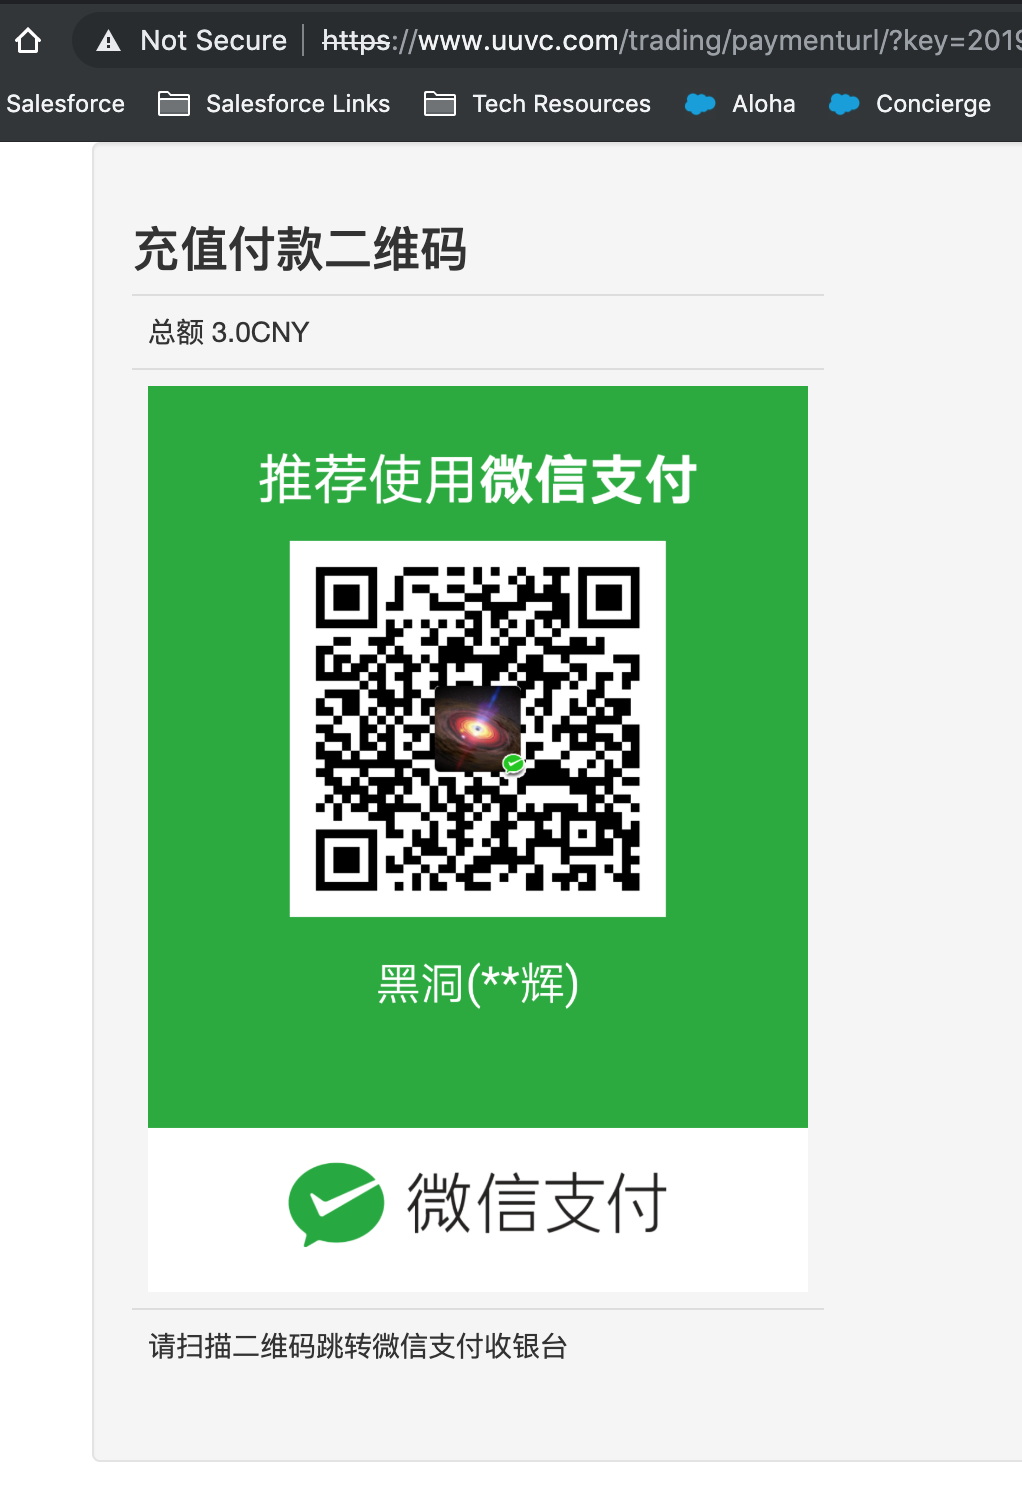 Not Secure https://www.uuvc.com/trading/paymenturl/?key=2019
Salesforce Salesforce Links Tech Resources Aloha Concierge
充值付款二维码
总额 3.0CNY
推荐使用微信支付
黑洞(**辉)
微信支付
请扫描二维码跳转微信支付收银台